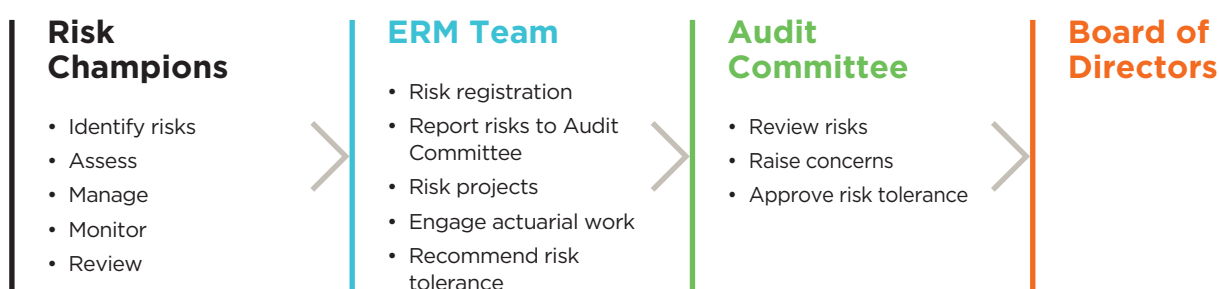 Risk
Champions
• Identify risks
• Assess
• Manage
• Monitor
• Review
ERM Team
• Risk registration
• Report risks to Audit
Committee
• Risk projects
• Engage actuarial work
• Recommend risk
tolerance
Audit
Committee
• Review risks
• Raise concerns
• Approve risk tolerance
Board of
Directors